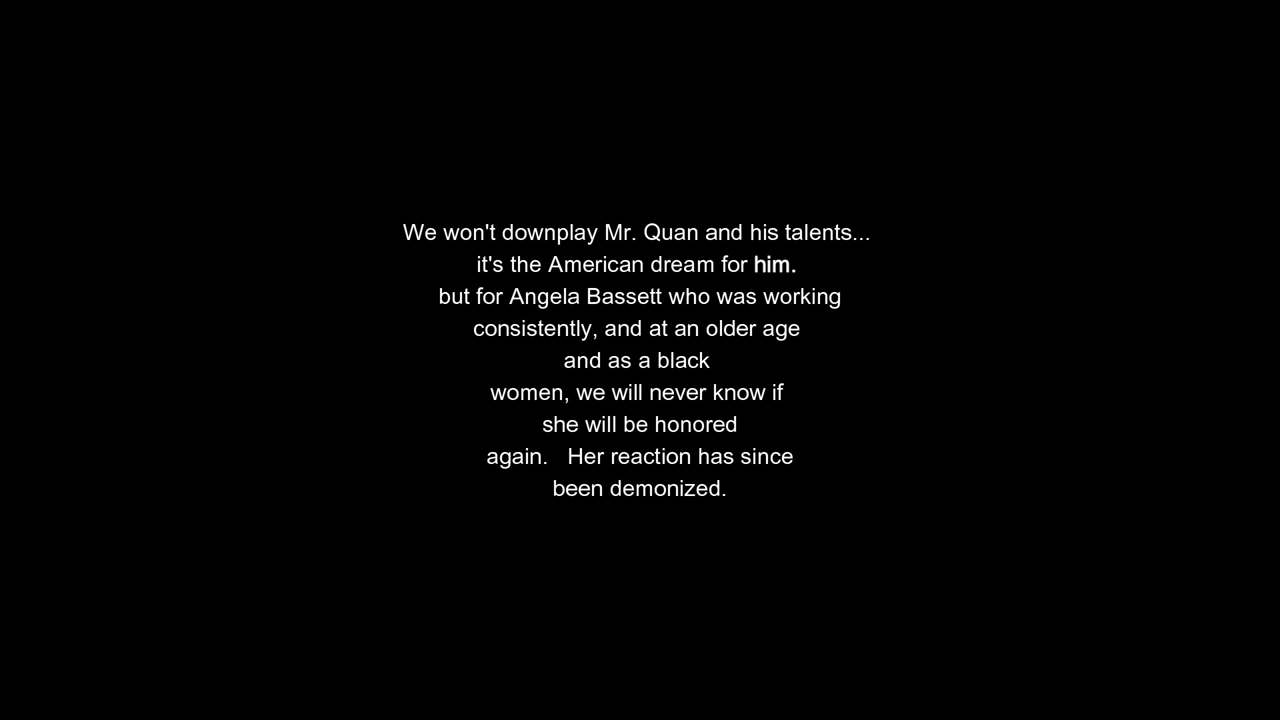 We won't downplay Mr. Quan and his talents...
it's the American dream for him.
but for Angela Bassett who was working
consistently, and at an older age
and as a black
women, we will never know if
she will be honored
again.   Her reaction has since
been demonized.